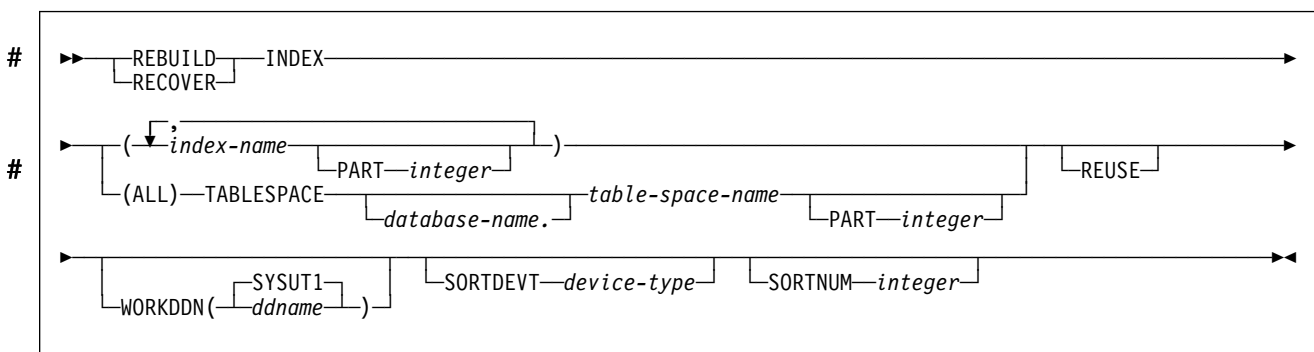 # REBUILD INDEX
RECOVER
,
( index-name )
# PART integer REUSE
(ALL) TABLESPACE table-space-name
database-name. PART integer
SYSUT1 SORTDEVT device-type SORTNUM integer
WORKDDN( ddname )